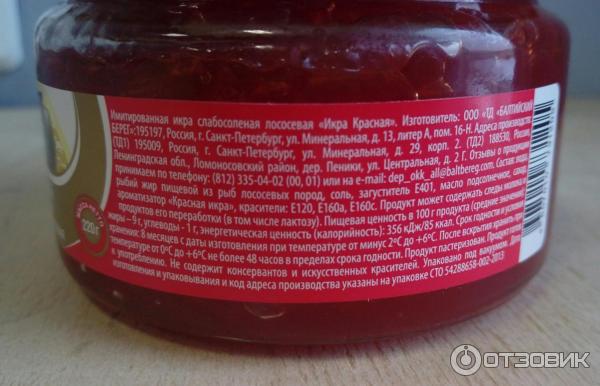 Имитированная икра слабосоленая лососевая «Икра Красная». Изготовитель: ООО «ТД «БАЛТИЙСКИЙ
БЕРЕГ»:195197, Россия, г. Санкт-Петербург, ул. Минеральная, д. 13, литер А, пом. 16-Н. Адреса производства:
(ТД1) 195009, Россия, г. Санкт-Петербург, ул. Минеральная, д. 29, корп. 2. (ТД2) 188530, Россия,
Ленинградская обл., Ломоносовский район, дер. Пеники, ул. Центральная, д. 2 Г. Отзывы о продукции
принимаем по телефону: (812) 335-04-02 (00, 01) или на e-mail: dep_okk_all@baltbereg.com. Состав: вода,
рыбий жир пищевой из рыб лососевых пород, соль, загуститель Е401, масло подсолнечное, сахар,
ароматизатор «Красная икра», красители: Е120, Е160а, Е160с. Продукт может содержать следы молока и
продуктов его переработки (в том числе лактозу). Пищевая ценность в 100 г продукта (средние значения):
жиры – 9 г, углеводы - 1 г, энергетическая ценность (калорийность): 356 кДж/85 ккал. Срок годности и условия
хранения: 8 месяцев с даты изготовления при температуре от минус 2°С до +6°С. После вскрытия хранить при
температуре от 0°С до +6°С не более 48 часов в пределах срока годности. Продукт пастеризован. Продукт готов
к употреблению. Не содержит консервантов и искусственных красителей. Упаковано под вакуумом. Дата
изготовления и упаковывания и код адреса производства указаны на упаковке СТО 54288658-002-2013
МАССА НЕТТО
220 г
ОТЗОВИК